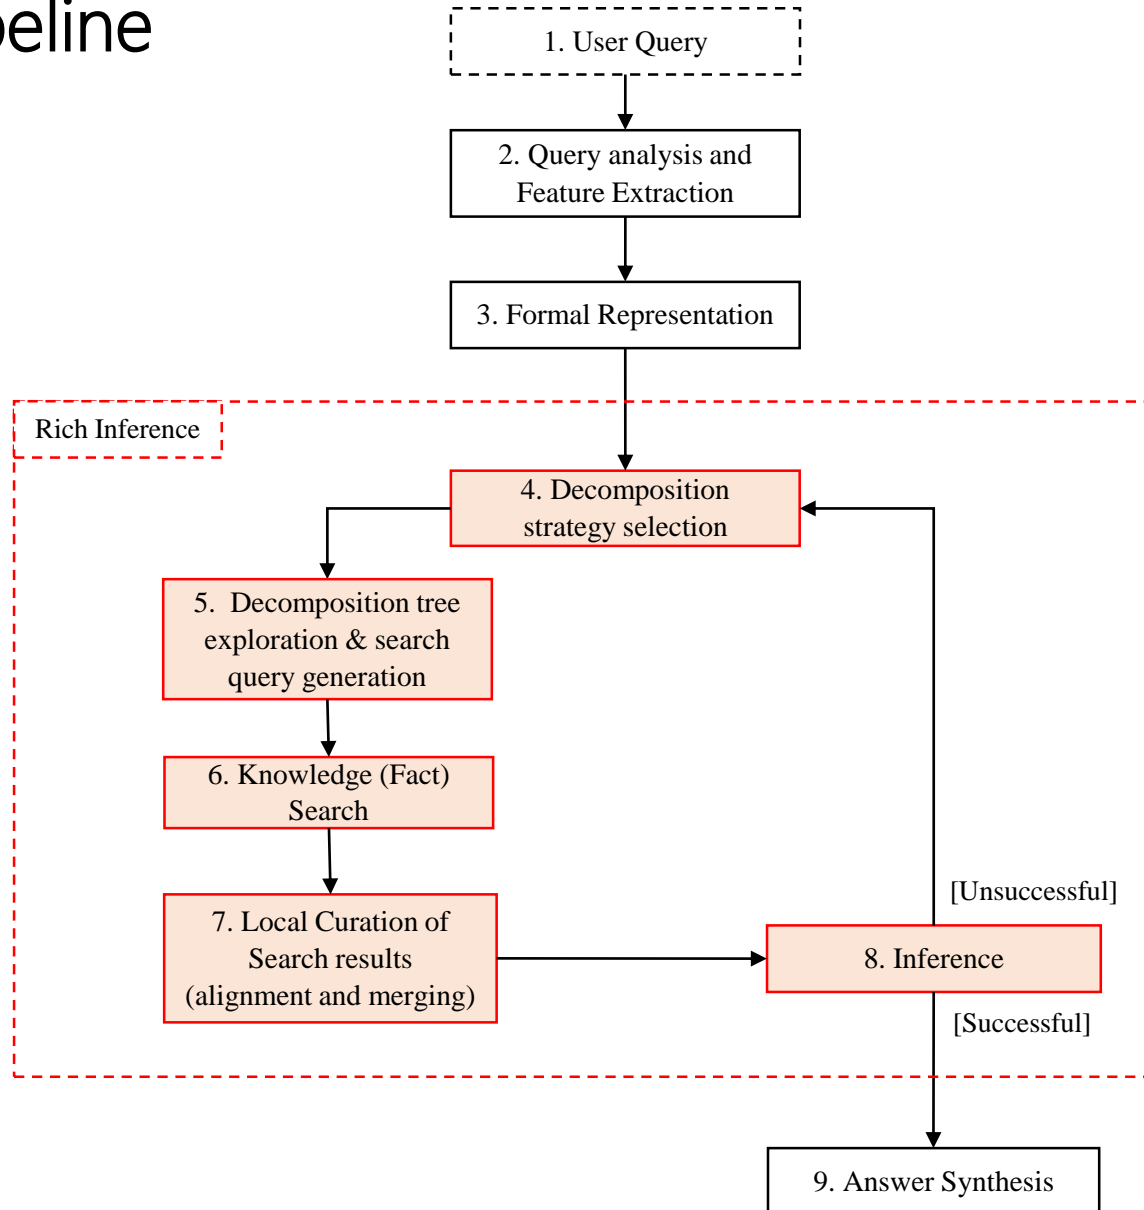 peline
1. User Query
2. Query analysis and
Feature Extraction
3. Formal Representation
Rich Inference
4. Decomposition
strategy selection
5. Decomposition tree
exploration & search
query generation
6. Knowledge (Fact)
Search
7. Local Curation of
Search results
(alignment and merging)
[Unsuccessful]
8. Inference
[Successful]
9. Answer Synthesis